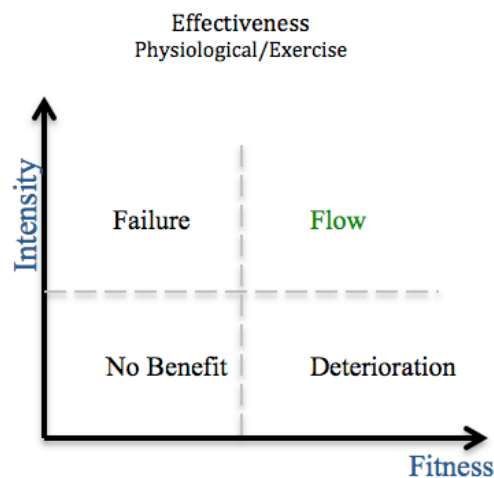 Effectiveness
Physiological/Exercise
Intensity
Failure
Flow
No Benefit
Deterioration
Fitness